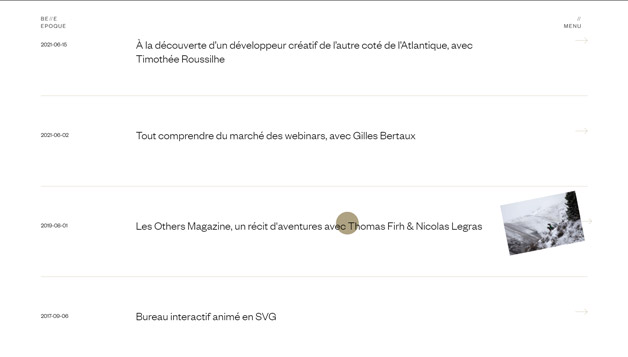 BE//E
EPOQUE
//
MENU
2021-06-15
À la découverte d'un développeur créatif de l'autre coté de l'Atlantique, avec
Timothée Roussilhe
2021-06-02
Tout comprendre du marché des webinars, avec Gilles Bertaux
2019-08-01
Les Others Magazine, un récit d'aventures avec Thomas Firh & Nicolas Legras
2017-09-06
Bureau interactif animé en SVG